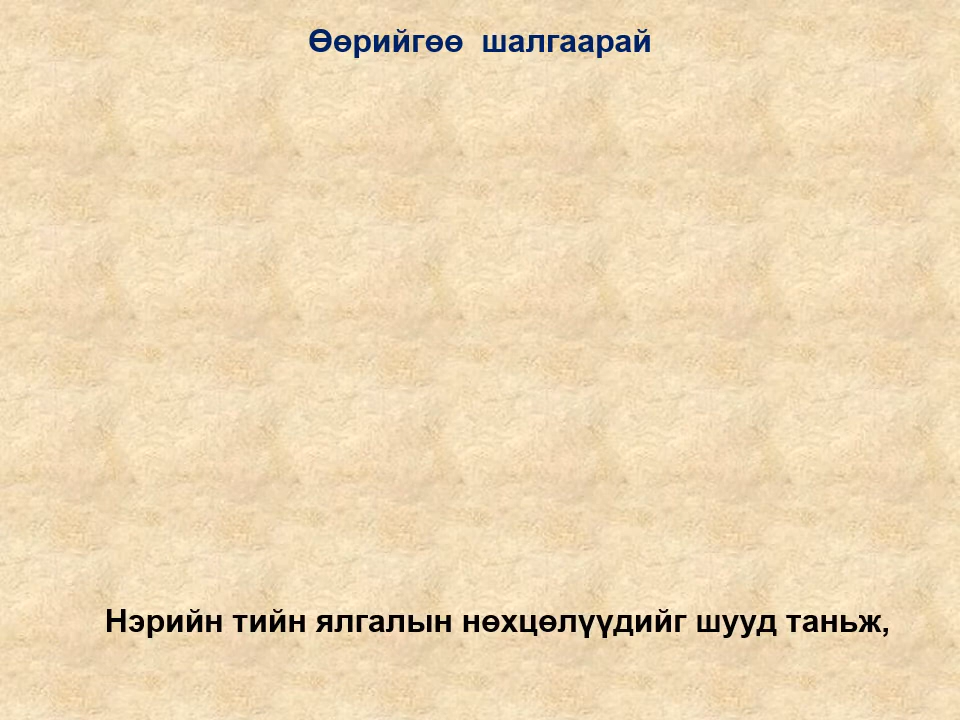 Өөрийгөө шалгаарай
Нэрийн тийн ялгалын нөхцөлүүдийг шууд таньж,